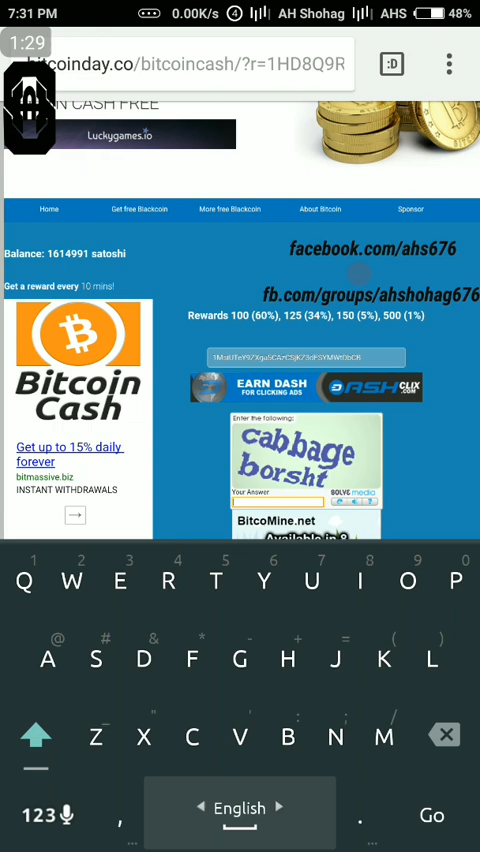 7:31 PM 0.00K/s 4 AH Shohag AHS 48%
1:29
bitcoinday.co/bitcoincash/?r=1HD8Q9R
:D
CASH FREE
Luckygames.io
Home Get free Blackcoin More free Blackcoin About Bitcoin Sponsor
Balance: 1614991 satoshi
facebook.com/ahs676
Get a reward every 10 mins!
fb.com/groups/ahshohag676
Rewards 100 (60%), 125 (34%), 150 (5%), 500 (1%)
Bitcoin
Cash
Get up to 15% daily
forever
bitmassive.biz
INSTANT WITHDRAWALS
EARN DASH
FOR CLICKING ADS
DASHCLIX
.COM
Enter the following:
cabbage
borsht
Your Answer SOLVE media
BitcoMine.net
Available in 8
1 2 3 4 5 6 7 8 9 0
Q W E R T Y U I O P
@ # & * - + = ( )
A S D F G H J K L
_ " ' : ; /
Z X C V B N M
123 , English . Go